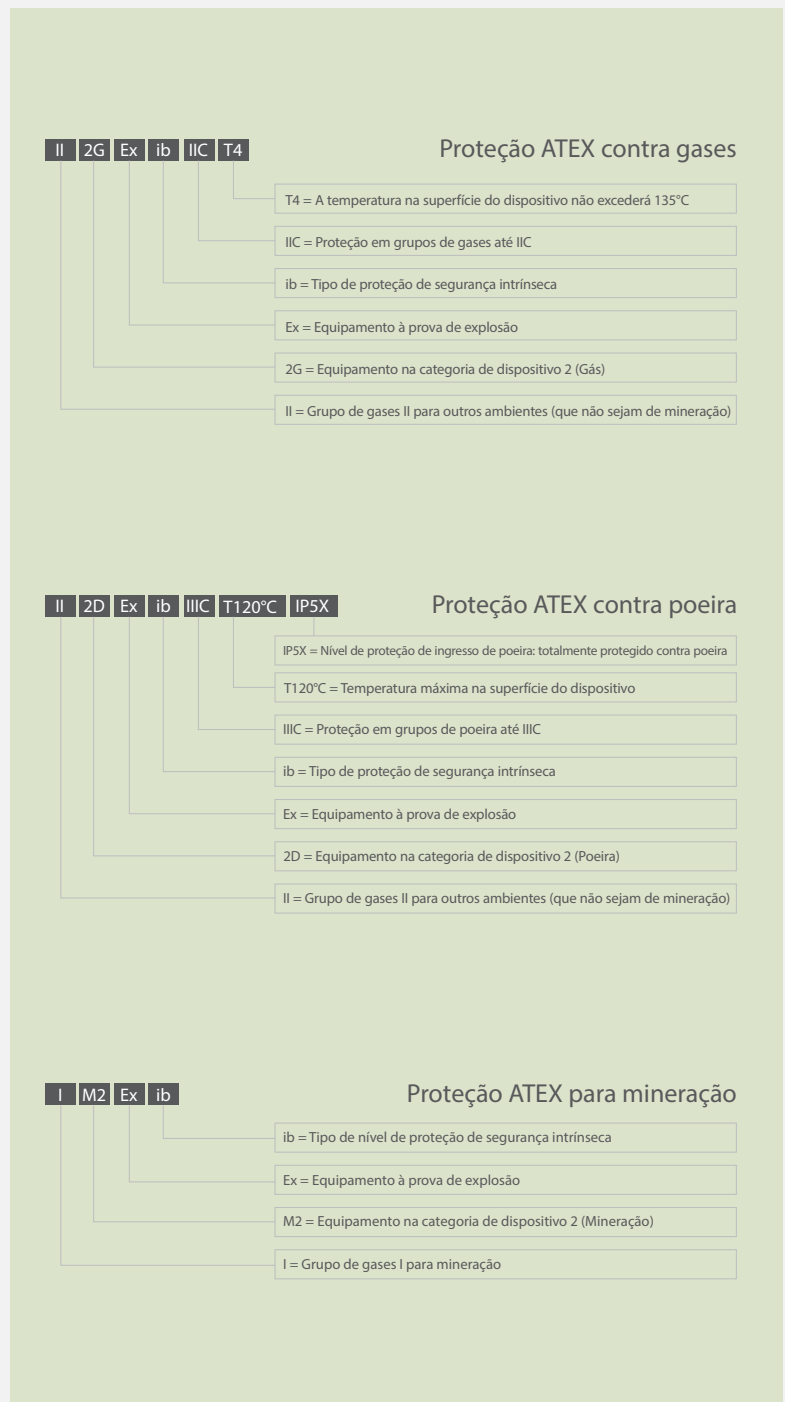 II 2G Ex ib IIC T4
Proteção ATEX contra gases
T4 = A temperatura na superfície do dispositivo não excederá 135°C
IIC = Proteção em grupos de gases até IIC
ib = Tipo de proteção de segurança intrínseca
Ex = Equipamento à prova de explosão
2G = Equipamento na categoria de dispositivo 2 (Gás)
II = Grupo de gases II para outros ambientes (que não sejam de mineração)
II 2D Ex ib IIIC T120°C IP5X
Proteção ATEX contra poeira
IP5X = Nível de proteção de ingresso de poeira: totalmente protegido contra poeira
T120°C = Temperatura máxima na superfície do dispositivo
IIIC = Proteção em grupos de poeira até IIIC
ib = Tipo de proteção de segurança intrínseca
Ex = Equipamento à prova de explosão
2D = Equipamento na categoria de dispositivo 2 (Poeira)
II = Grupo de gases II para outros ambientes (que não sejam de mineração)
I M2 Ex ib
Proteção ATEX para mineração
ib = Tipo de nível de proteção de segurança intrínseca
Ex = Equipamento à prova de explosão
M2 = Equipamento na categoria de dispositivo 2 (Mineração)
I = Grupo de gases I para mineração